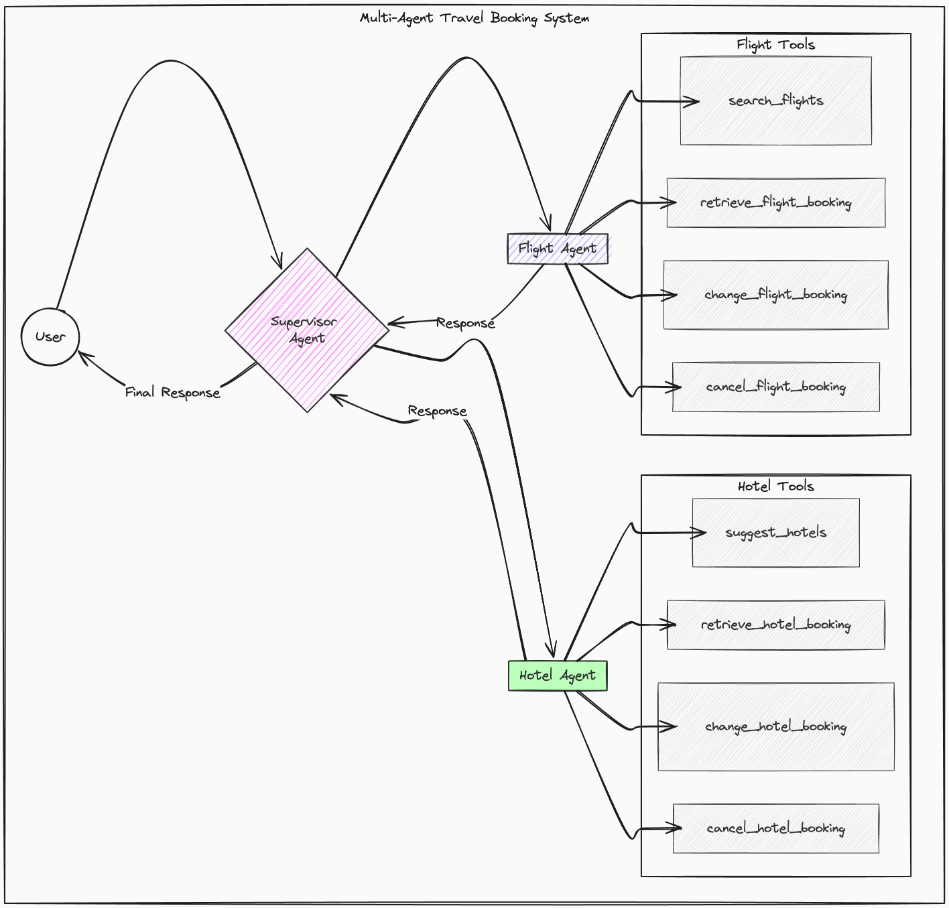 Multi-Agent Travel Booking System
Flight Tools
search_flights
retrieve_flight_booking
Flight Agent
change_flight_booking
Response
Supervisor
Agent
User
Final Response
cancel_flight_booking
Response
Hotel Tools
suggest_hotels
retrieve_hotel_booking
Hotel Agent
change_hotel_booking
cancel_hotel_booking